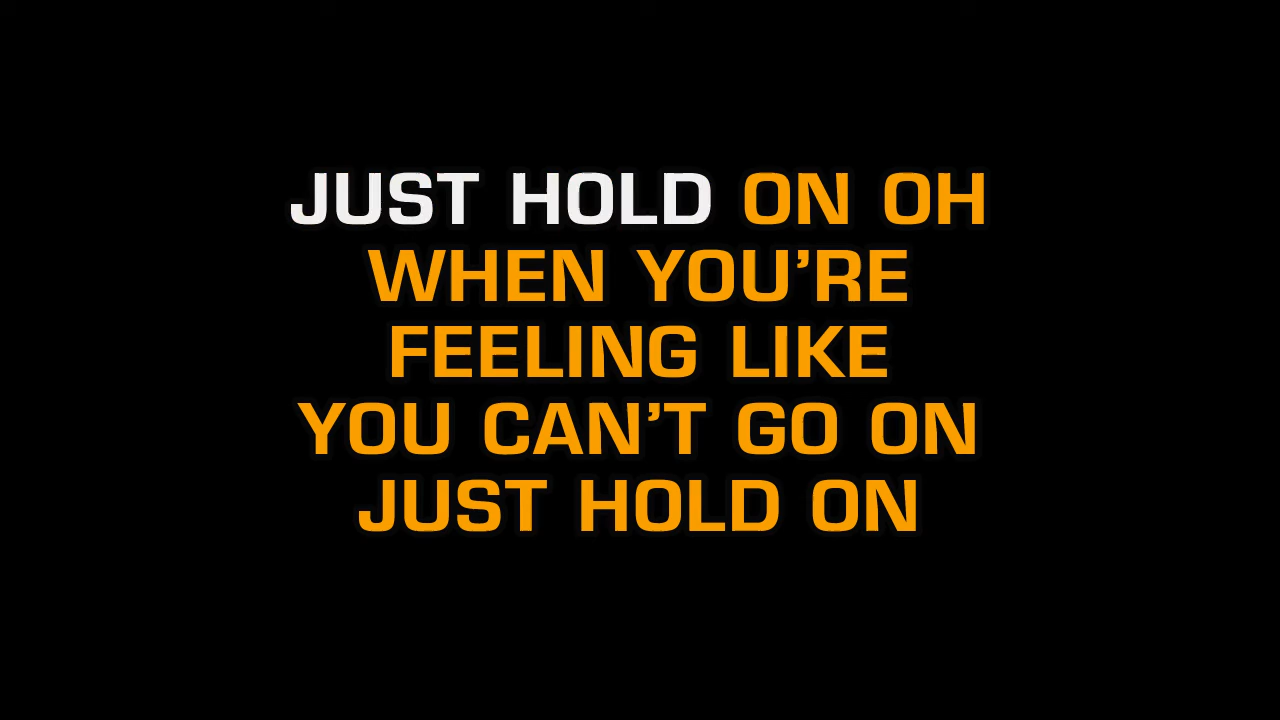 JUST HOLD ON OH
WHEN YOU’RE
FEELING LIKE
YOU CAN’T GO ON
JUST HOLD ON